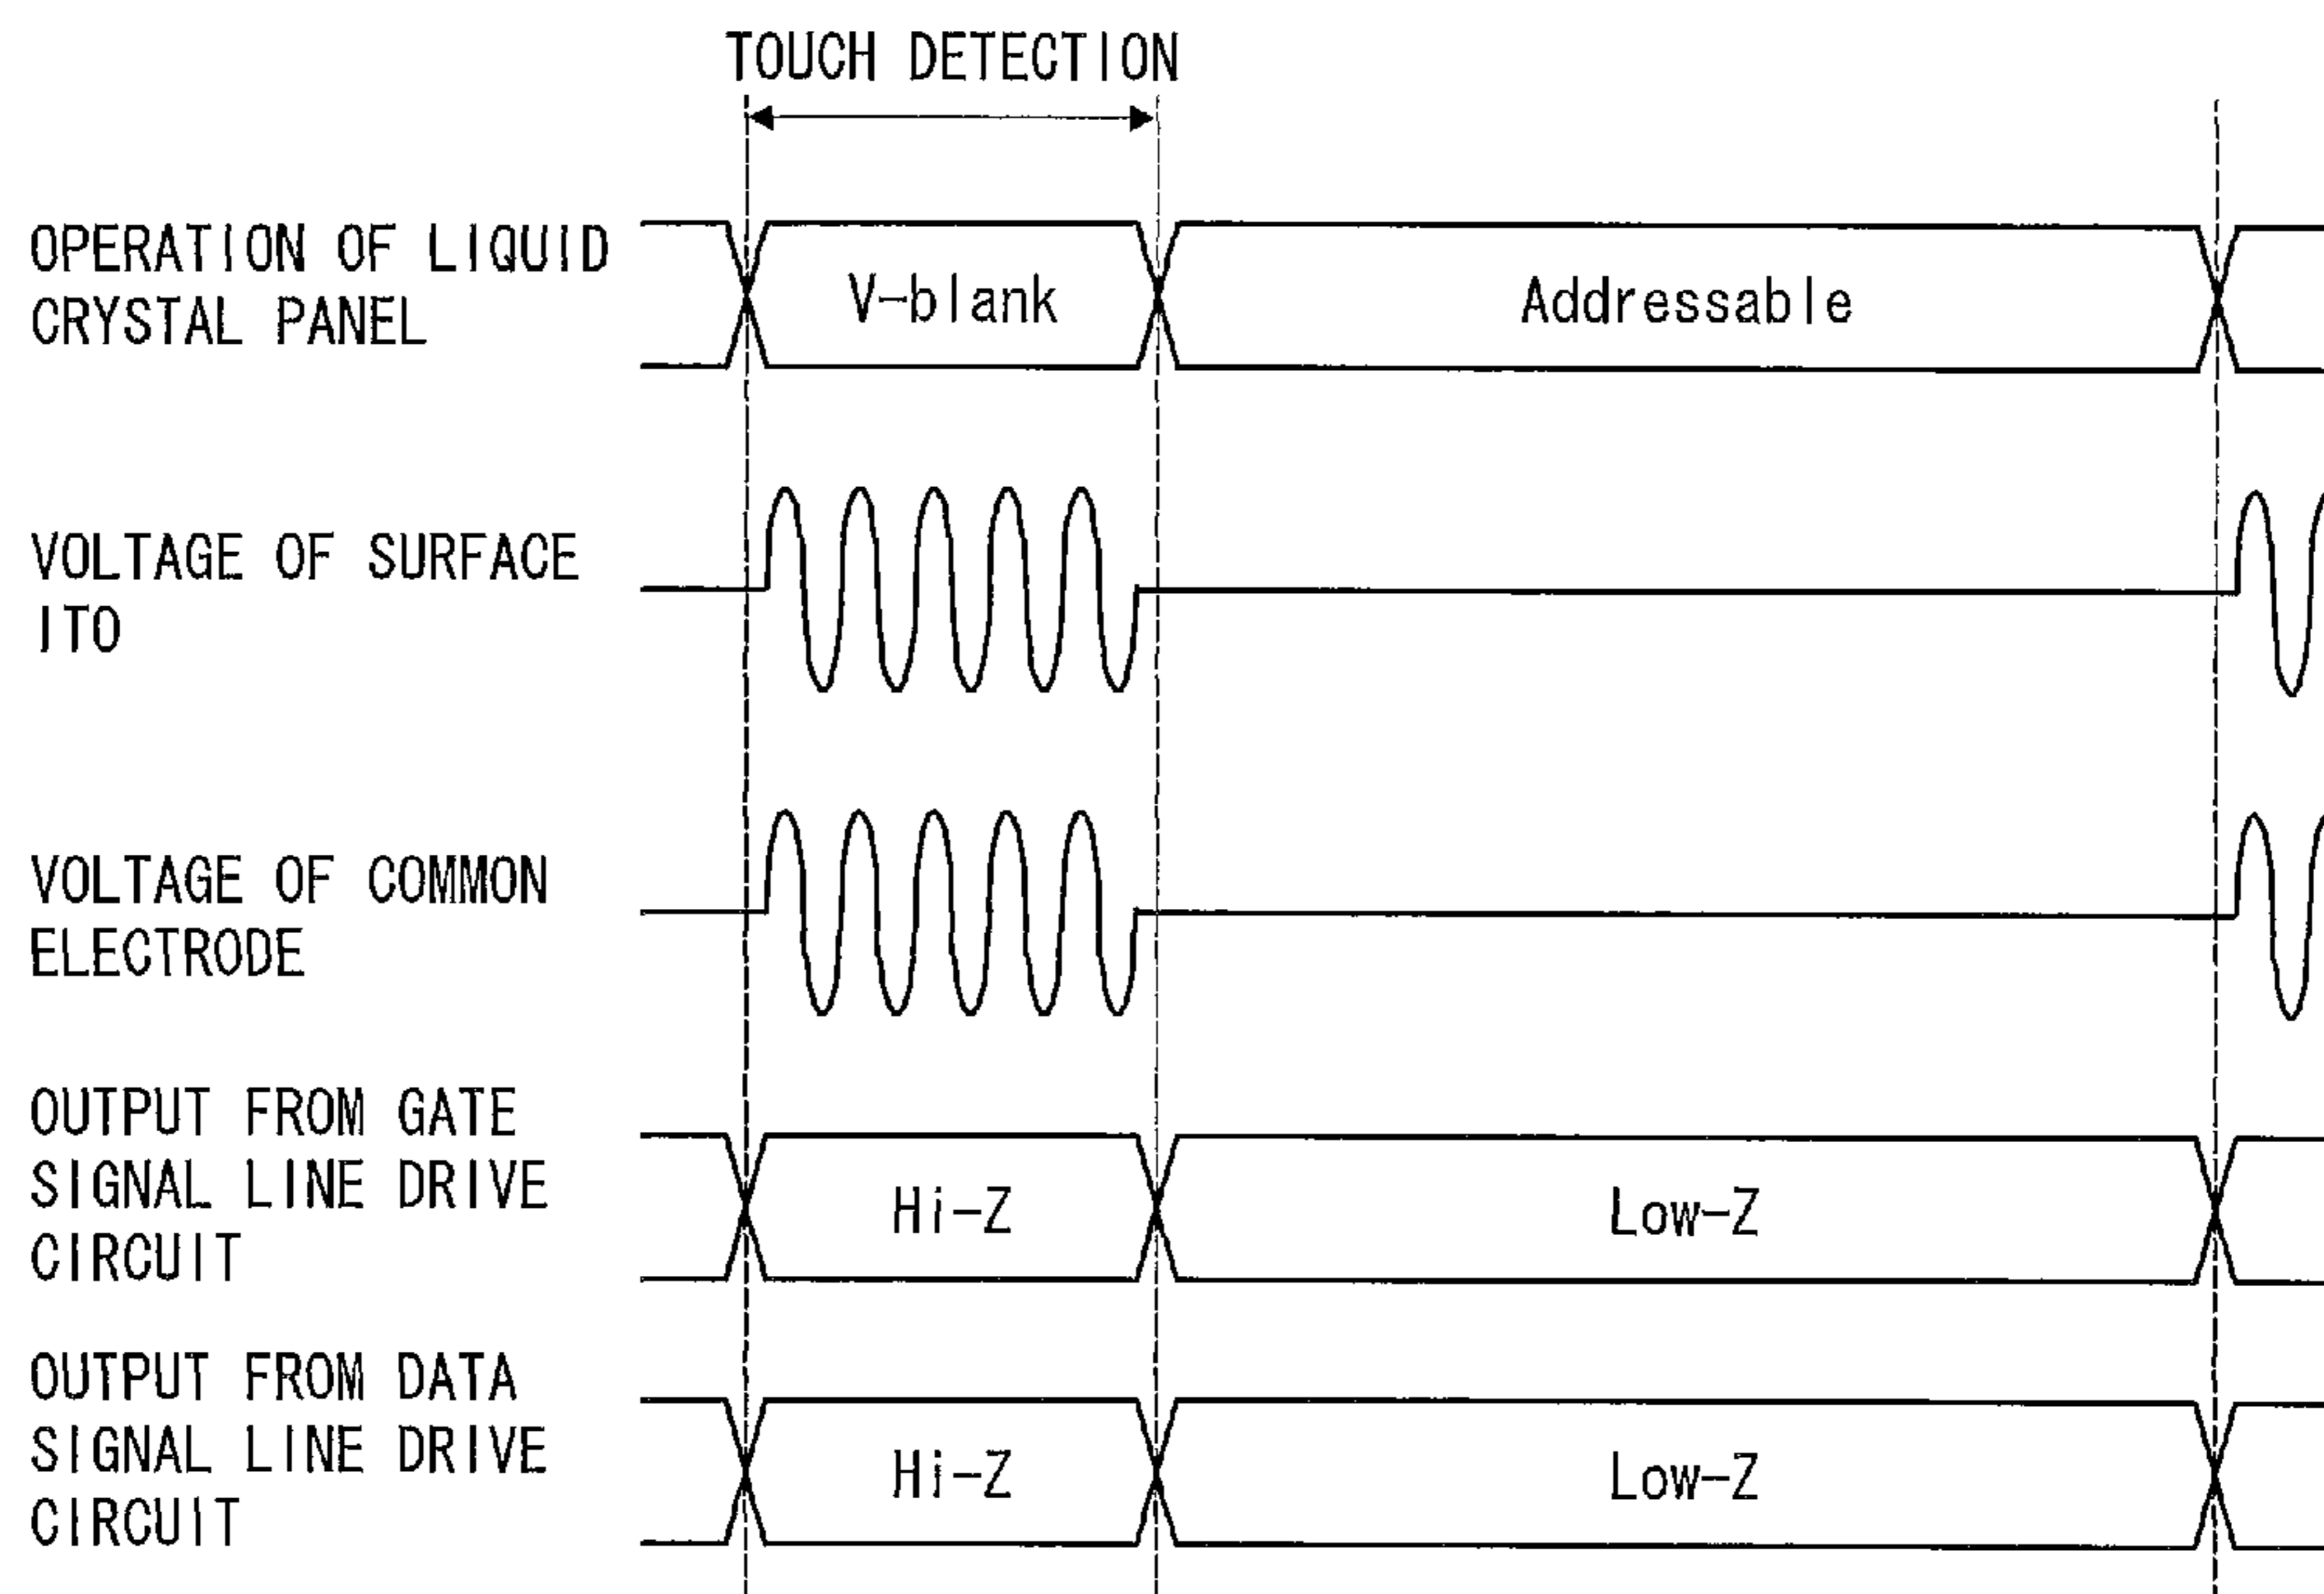 TOUCH DETECTION
OPERATION OF LIQUID
CRYSTAL PANEL
V-blank
Addressable
VOLTAGE OF SURFACE
ITO
VOLTAGE OF COMMON
ELECTRODE
OUTPUT FROM GATE
SIGNAL LINE DRIVE
CIRCUIT
Hi-Z
Low-Z
OUTPUT FROM DATA
SIGNAL LINE DRIVE
CIRCUIT
Hi-Z
Low-Z